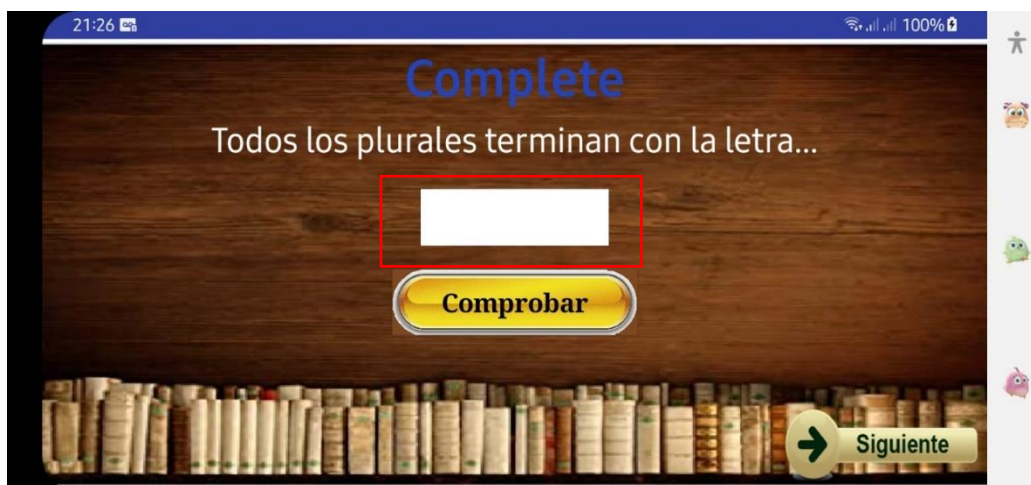 21:26
100%
Complete
Todos los plurales terminan con la letra...
Comprobar
Siguiente